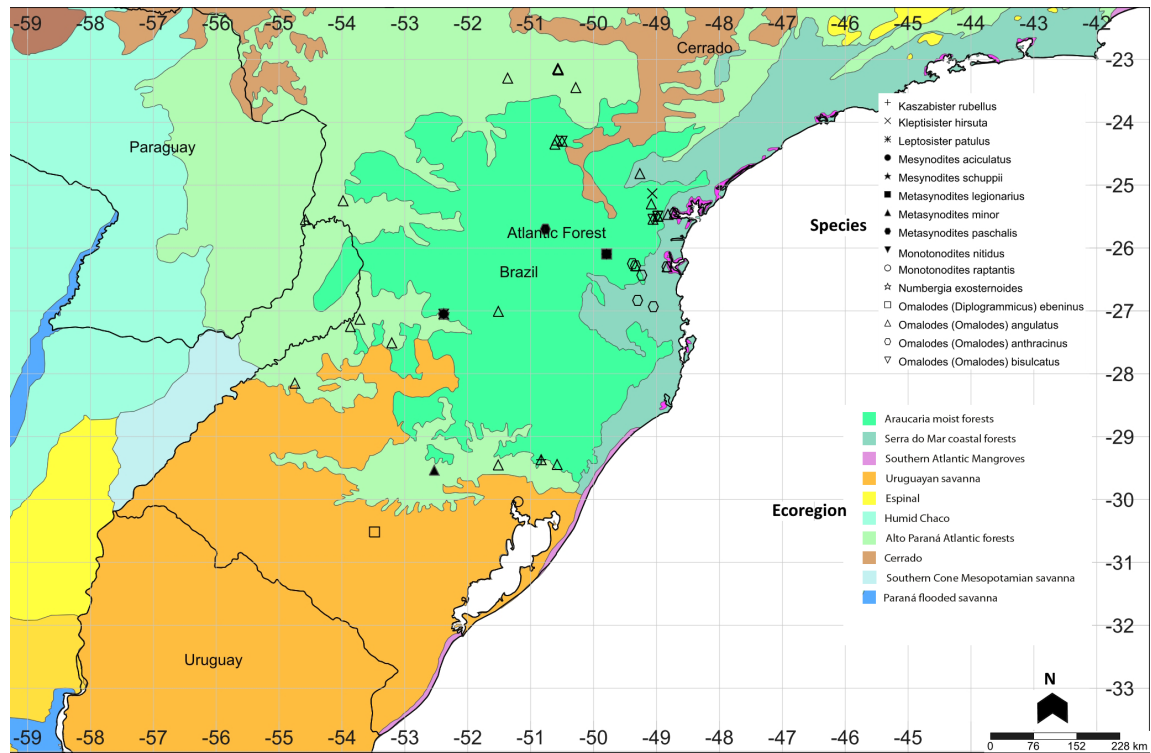 -59 -58 -57 -56 -55 -54 -53 -52 -51 -50 -49 -48 -47 -46 -45 -44 -43 -42
Cerrado
-23
Kaszabister rubellus
Kleptisister hirsuta
-24
Leptosister patulus
Paraguay
Mesynodites aciculatus
Mesynodites schuppii
-25
Metasynodites legionarius
Metasynodites minor
Species
Atlantic Forest
Metasynodites paschalis
-26
Monotonodites nitidus
Brazil
Monotonodites raptantis
Numbergia exosternoides
-27
Omalodes (Diplogrammicus) ebeninus
Omalodes (Omalodes) angulatus
Omalodes (Omalodes) anthracinus
Omalodes (Omalodes) bisulcatus
-28
Araucaria moist forests
Serra do Mar coastal forests
-29
Southern Atlantic Mangroves
Uruguayan savanna
Espinal
-30
Ecoregion
Humid Chaco
Alto Paraná Atlantic forests
Cerrado
-31
Southern Cone Mesopotamian savanna
Paraná flooded savanna
-32
Uruguay
N
-33
-59 -58 -57 -56 -55 -54 -53 -52 -51 -50 -49 -48 -47 -46 -45
0 76 152 228 km